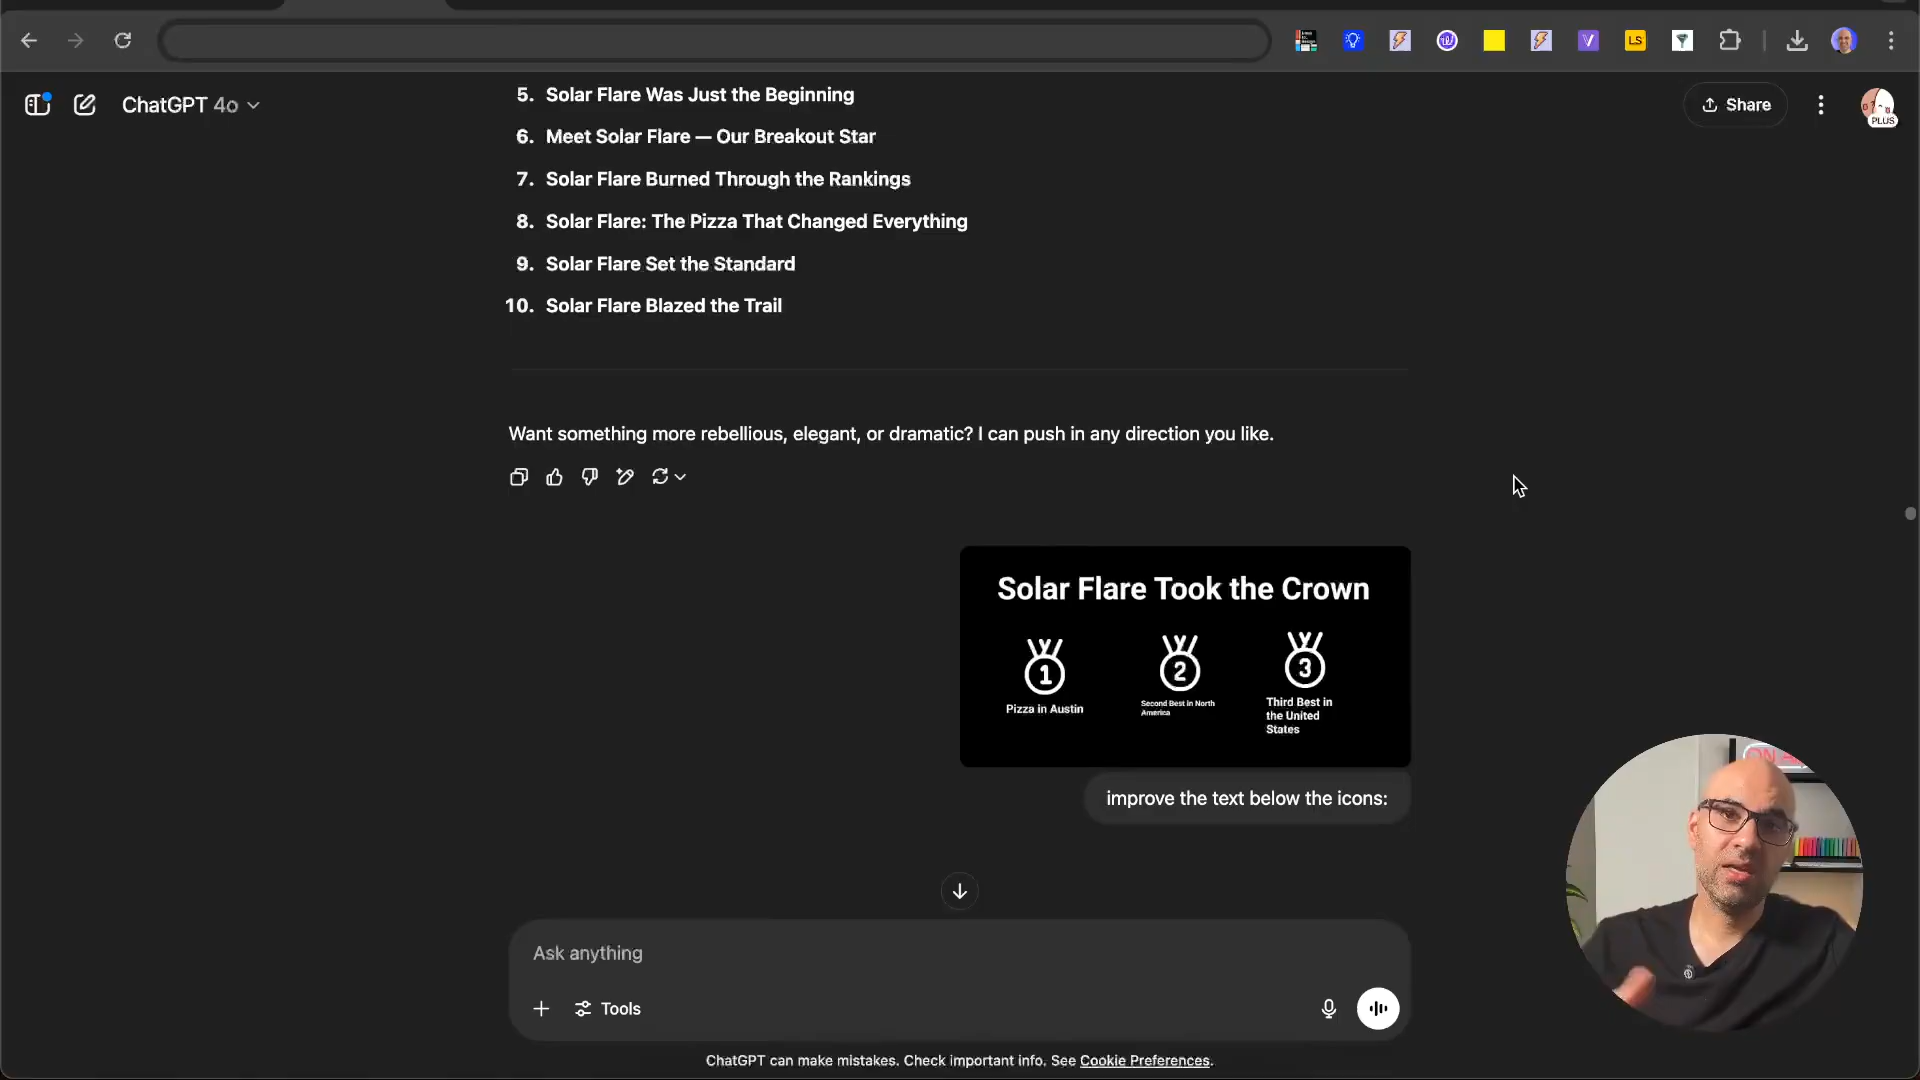 ChatGPT 4o
Share
PLUS
LS
5. Solar Flare Was Just the Beginning
6. Meet Solar Flare — Our Breakout Star
7. Solar Flare Burned Through the Rankings
8. Solar Flare: The Pizza That Changed Everything
9. Solar Flare Set the Standard
10. Solar Flare Blazed the Trail
Want something more rebellious, elegant, or dramatic? I can push in any direction you like.
Solar Flare Took the Crown
1
2
3
Pizza in Austin
Second Best in North
America
Third Best in
the United
States
improve the text below the icons:
Ask anything
Tools
ChatGPT can make mistakes. Check important info. See Cookie Preferences.